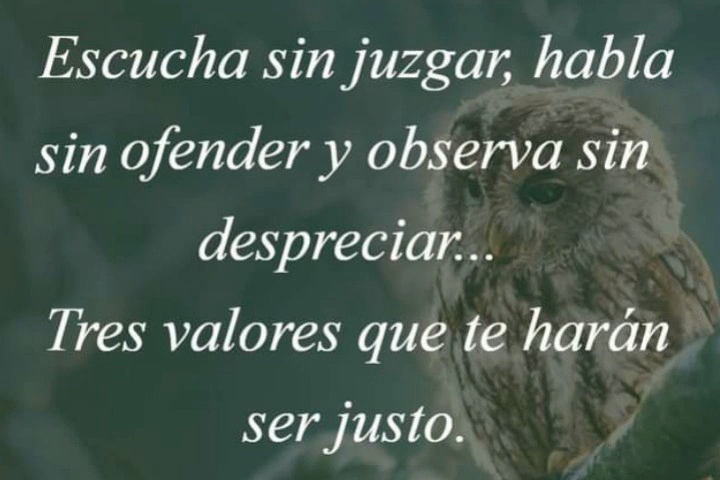 Escucha sin juzgar, habla
sin ofender y observa sin
despreciar...
Tres valores que te harán
ser justo.